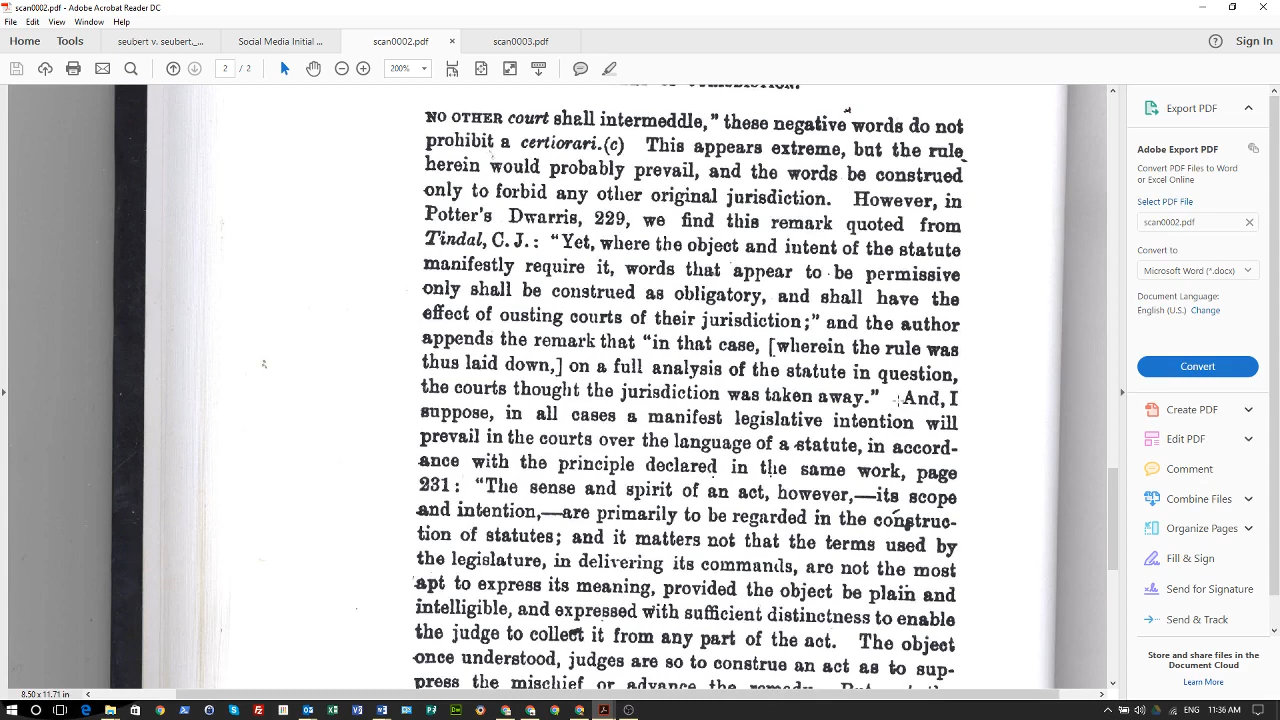 scan0002.pdf - Adobe Acrobat Reader DC
File Edit View Window Help
Home Tools seubert v. seubert,... Social Media Initial ... scan0002.pdf × scan0003.pdf Sign In
2 / 2 200%
NO OTHER court shall intermeddle," these negative words do not
prohibit a certiorari.(c) This appears extreme, but the rule
herein would probably prevail, and the words be construed
only to forbid any other original jurisdiction. However, in
Potter's Dwarris, 229, we find this remark quoted from
Tindal, C. J.: "Yet, where the object and intent of the statute
manifestly require it, words that appear to be permissive
only shall be construed as obligatory, and shall have the
effect of ousting courts of their jurisdiction;" and the author
appends the remark that "in that case, [wherein the rule was
thus laid down,] on a full analysis of the statute in question,
the courts thought the jurisdiction was taken away." And, I
suppose, in all cases a manifest legislative intention will
prevail in the courts over the language of a statute, in accord-
ance with the principle declared in the same work, page
231: "The sense and spirit of an act, however,—its scope
and intention,—are primarily to be regarded in the construc-
tion of statutes; and it matters not that the terms used by
the legislature, in delivering its commands, are not the most
apt to express its meaning, provided the object be plain and
intelligible, and expressed with sufficient distinctness to enable
the judge to collect it from any part of the act. The object
once understood, judges are so to construe an act as to sup-
press the mischief or advance the remedy.
8.50 x 11.71 in
Export PDF
Adobe Export PDF
Convert PDF Files to Word
or Excel Online
Select PDF File
scan0002.pdf ×
Convert to
Microsoft Word (*.docx)
Document Language:
English (U.S.) Change
Convert
Create PDF
Edit PDF
Comment
Combine Files
Organize Pages
Fill & Sign
Send for Signature
Send & Track
Store and share files in the
Document Cloud
Learn More
11:36 AM